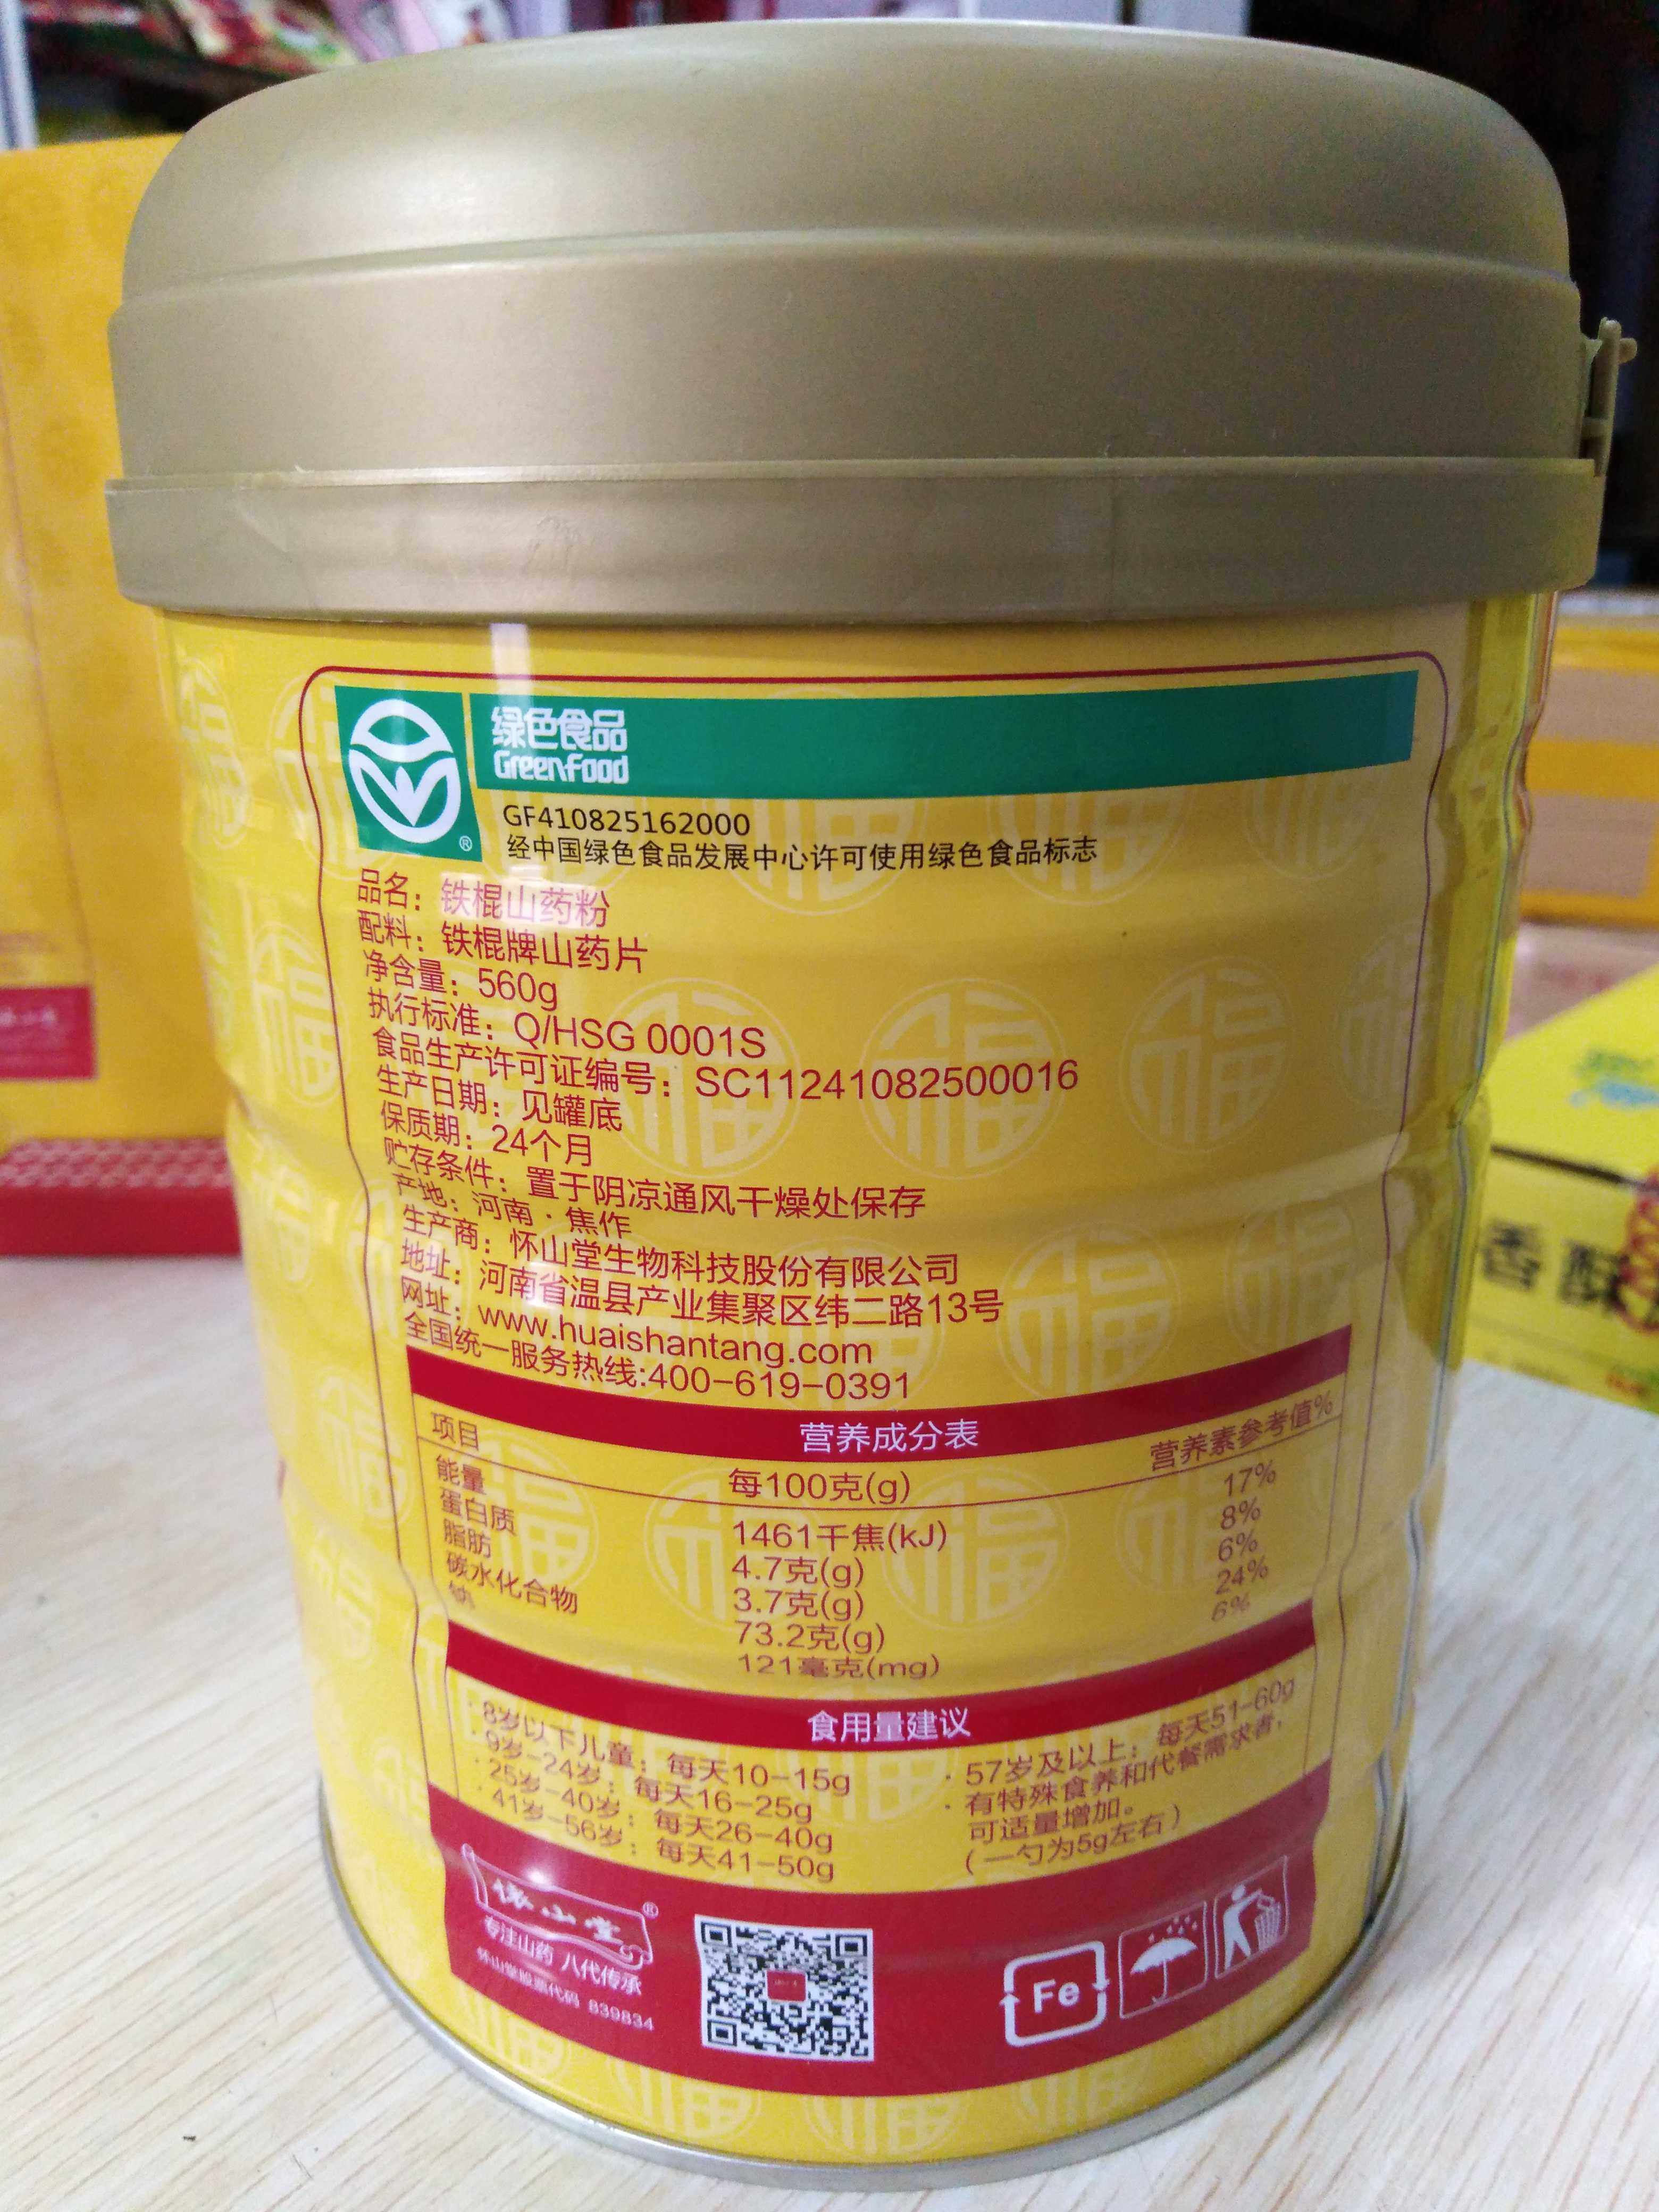 绿色食品
Greenfood
GF410825162000
经中国绿色食品发展中心许可使用绿色食品标志
品名：铁棍山药粉
配料：铁棍牌山药片
净含量：560g
执行标准：Q/HSG 0001S
食品生产许可证编号：SC11241082500016
生产日期：见罐底
保质期：24个月
贮存条件：置于阴凉通风干燥处保存
产地：河南·焦作
生产商：怀山堂生物科技股份有限公司
地址：河南省温县产业集聚区纬二路13号
网址：www.huaishantang.com
全国统一服务热线:400-619-0391
营养成分表
项目 每100克(g) 营养素参考值%
能量 1461千焦(kJ) 17%
蛋白质 4.7克(g) 8%
脂肪 3.7克(g) 6%
碳水化合物 73.2克(g) 24%
钠 121毫克(mg) 6%
食用量建议
·8岁以下儿童：每天10-15g
·9岁-24岁：每天16-25g
·25岁-40岁：每天26-40g
·41岁-56岁：每天41-50g
·57岁及以上：每天51-60g
·有特殊食养和代餐需求者，
可适量增加。
(一勺为5g左右)
怀山堂®
专注山药 八代传承
怀山堂股票代码 839834
Fe
香酥